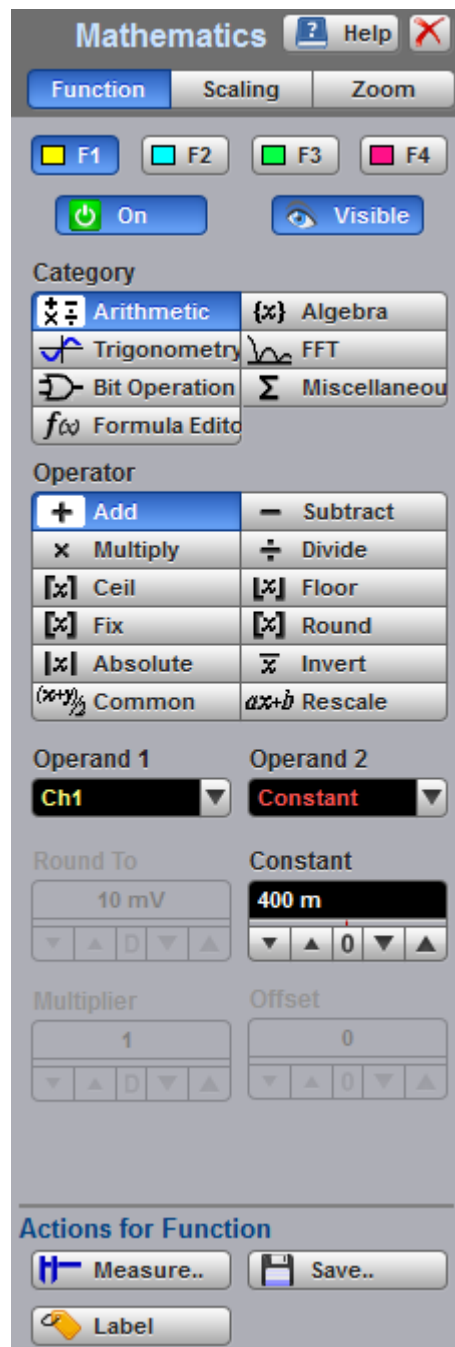 Mathematics Help
Function Scaling Zoom
F1 F2 F3 F4
On Visible
Category
Arithmetic {x} Algebra
Trigonometry FFT
Bit Operation Σ Miscellaneou
f(x) Formula Edito
Operator
+ Add − Subtract
× Multiply ÷ Divide
⌈x⌉ Ceil ⌊x⌋ Floor
[x] Fix [x] Round
|x| Absolute x̅ Invert
(x+y)/2 Common ax+b Rescale
Operand 1 Operand 2
Ch1 Constant
Round To Constant
10 mV 400 m
D 0
Multiplier Offset
1 0
D 0
Actions for Function
Measure.. Save..
Label